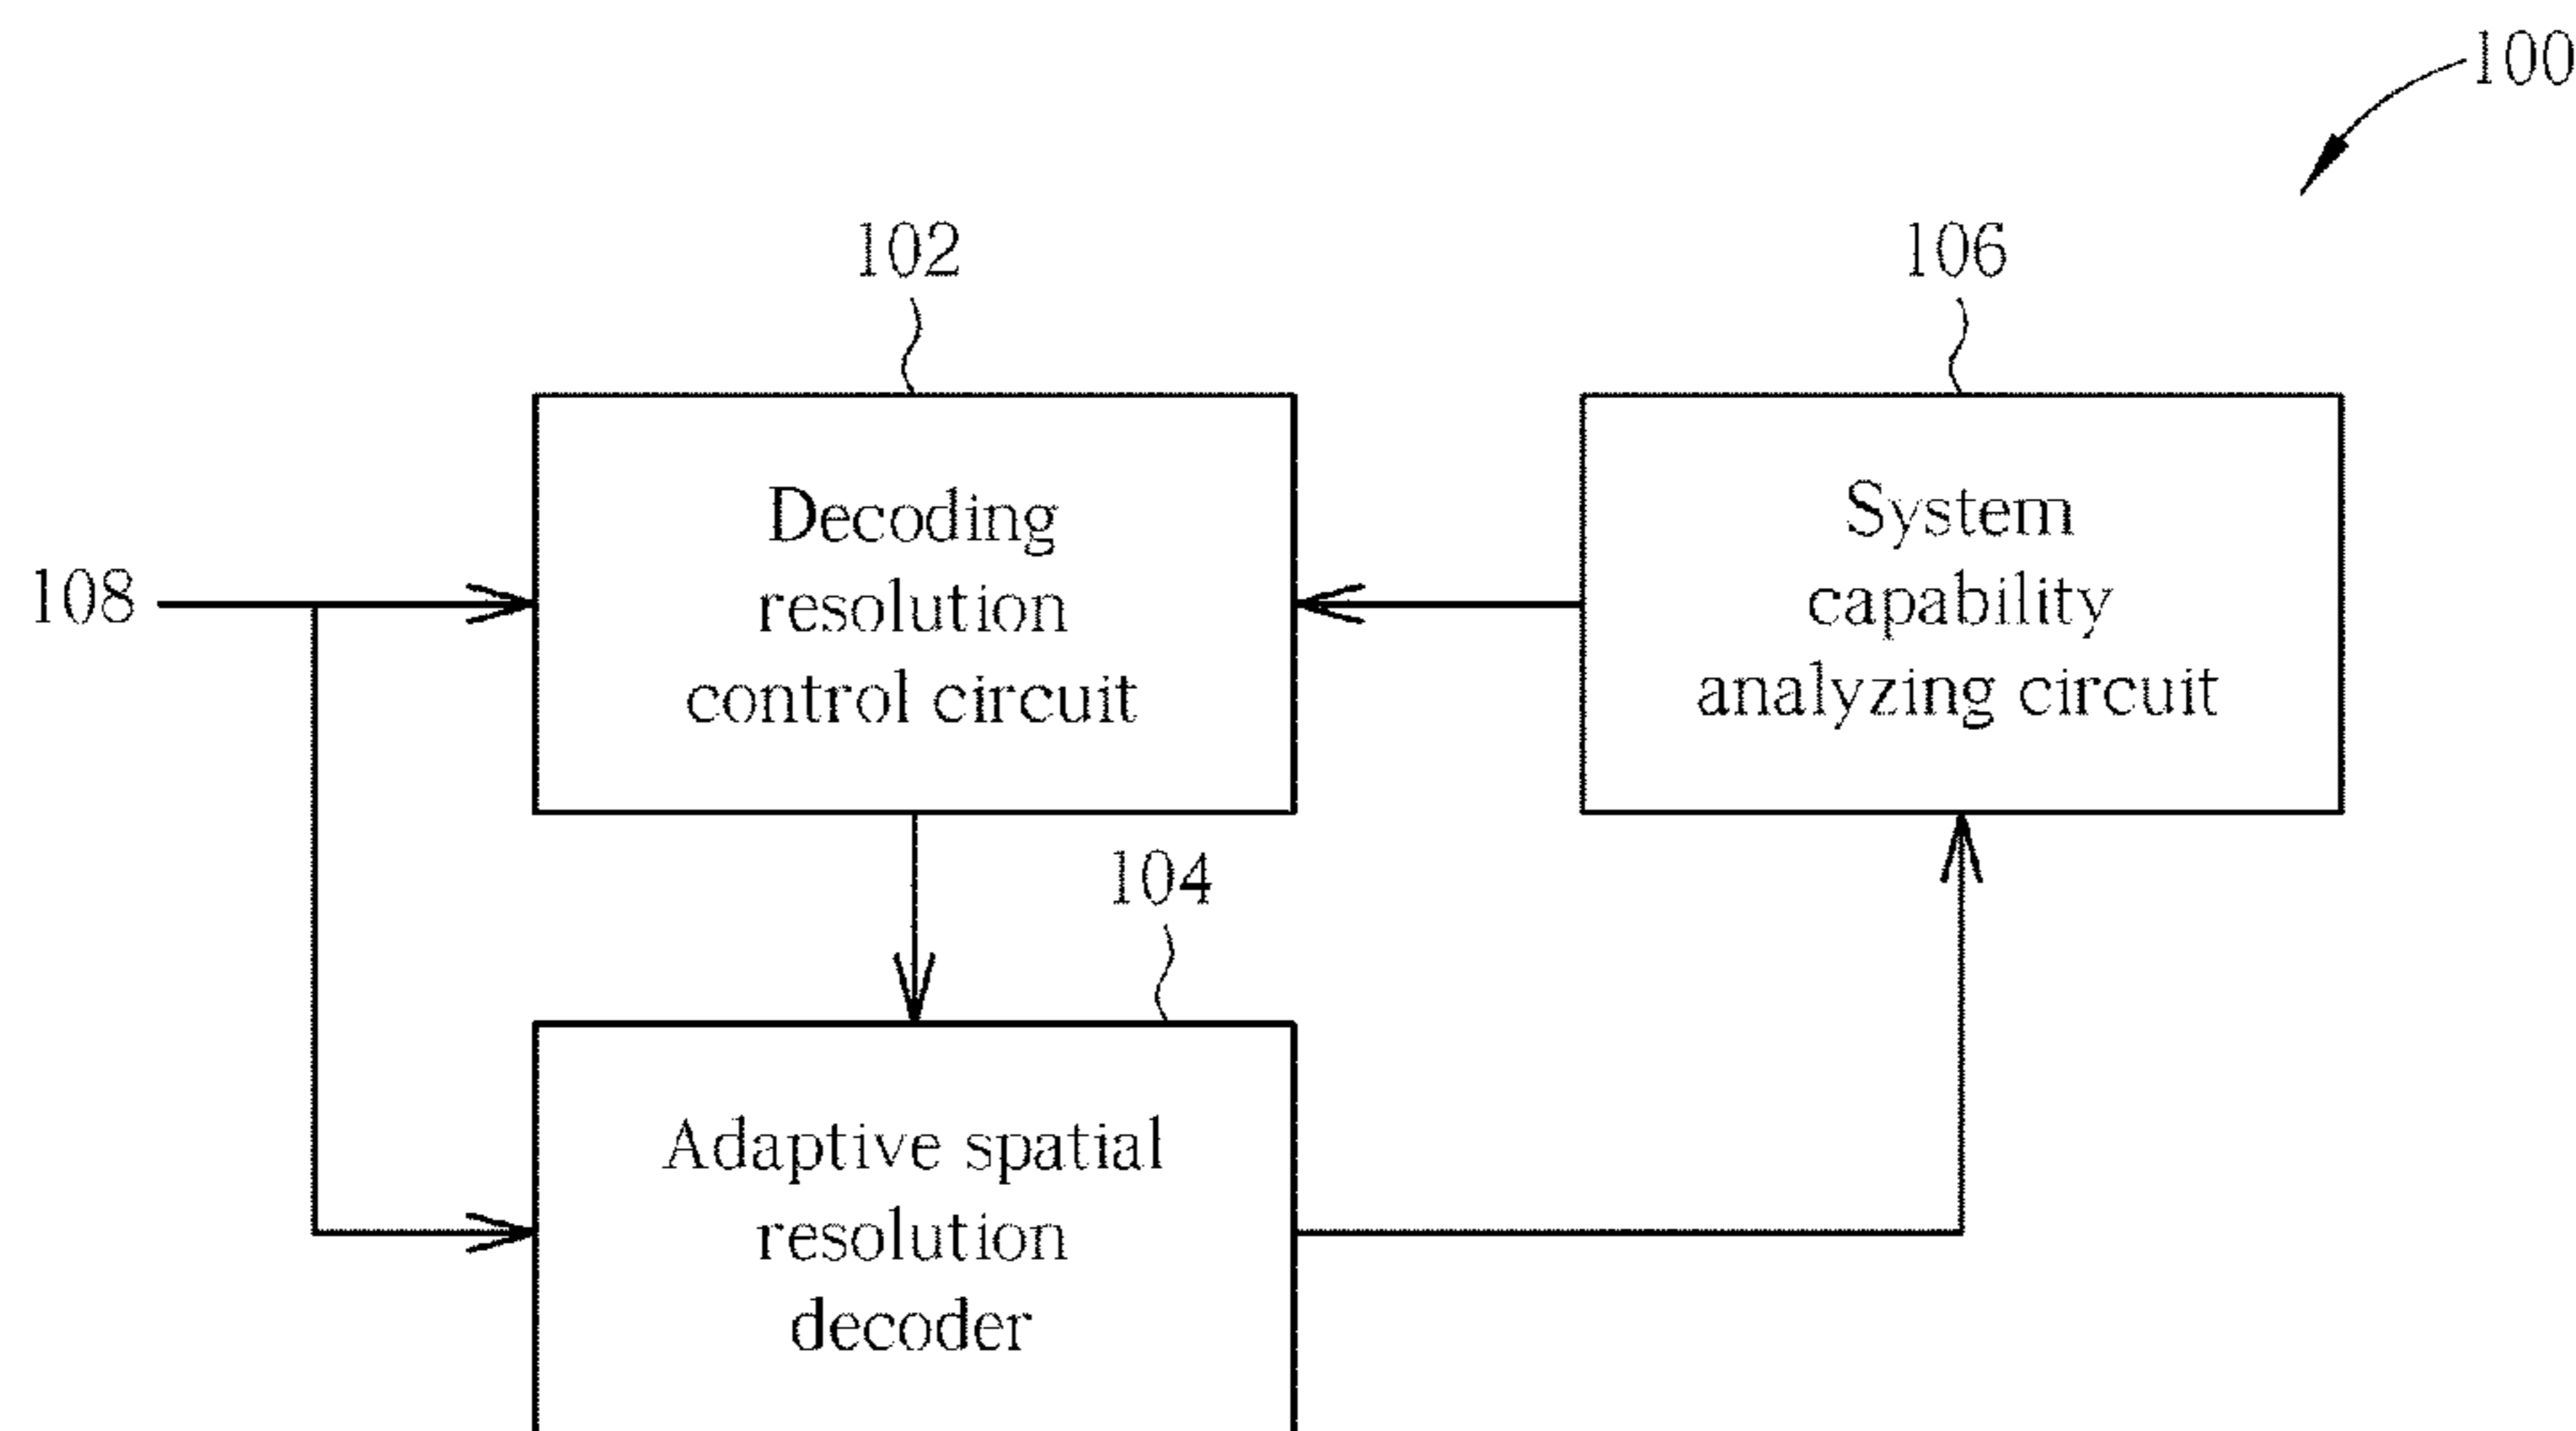 100
102
106
Decoding
resolution
control circuit
System
capability
analyzing circuit
108
104
Adaptive spatial
resolution
decoder